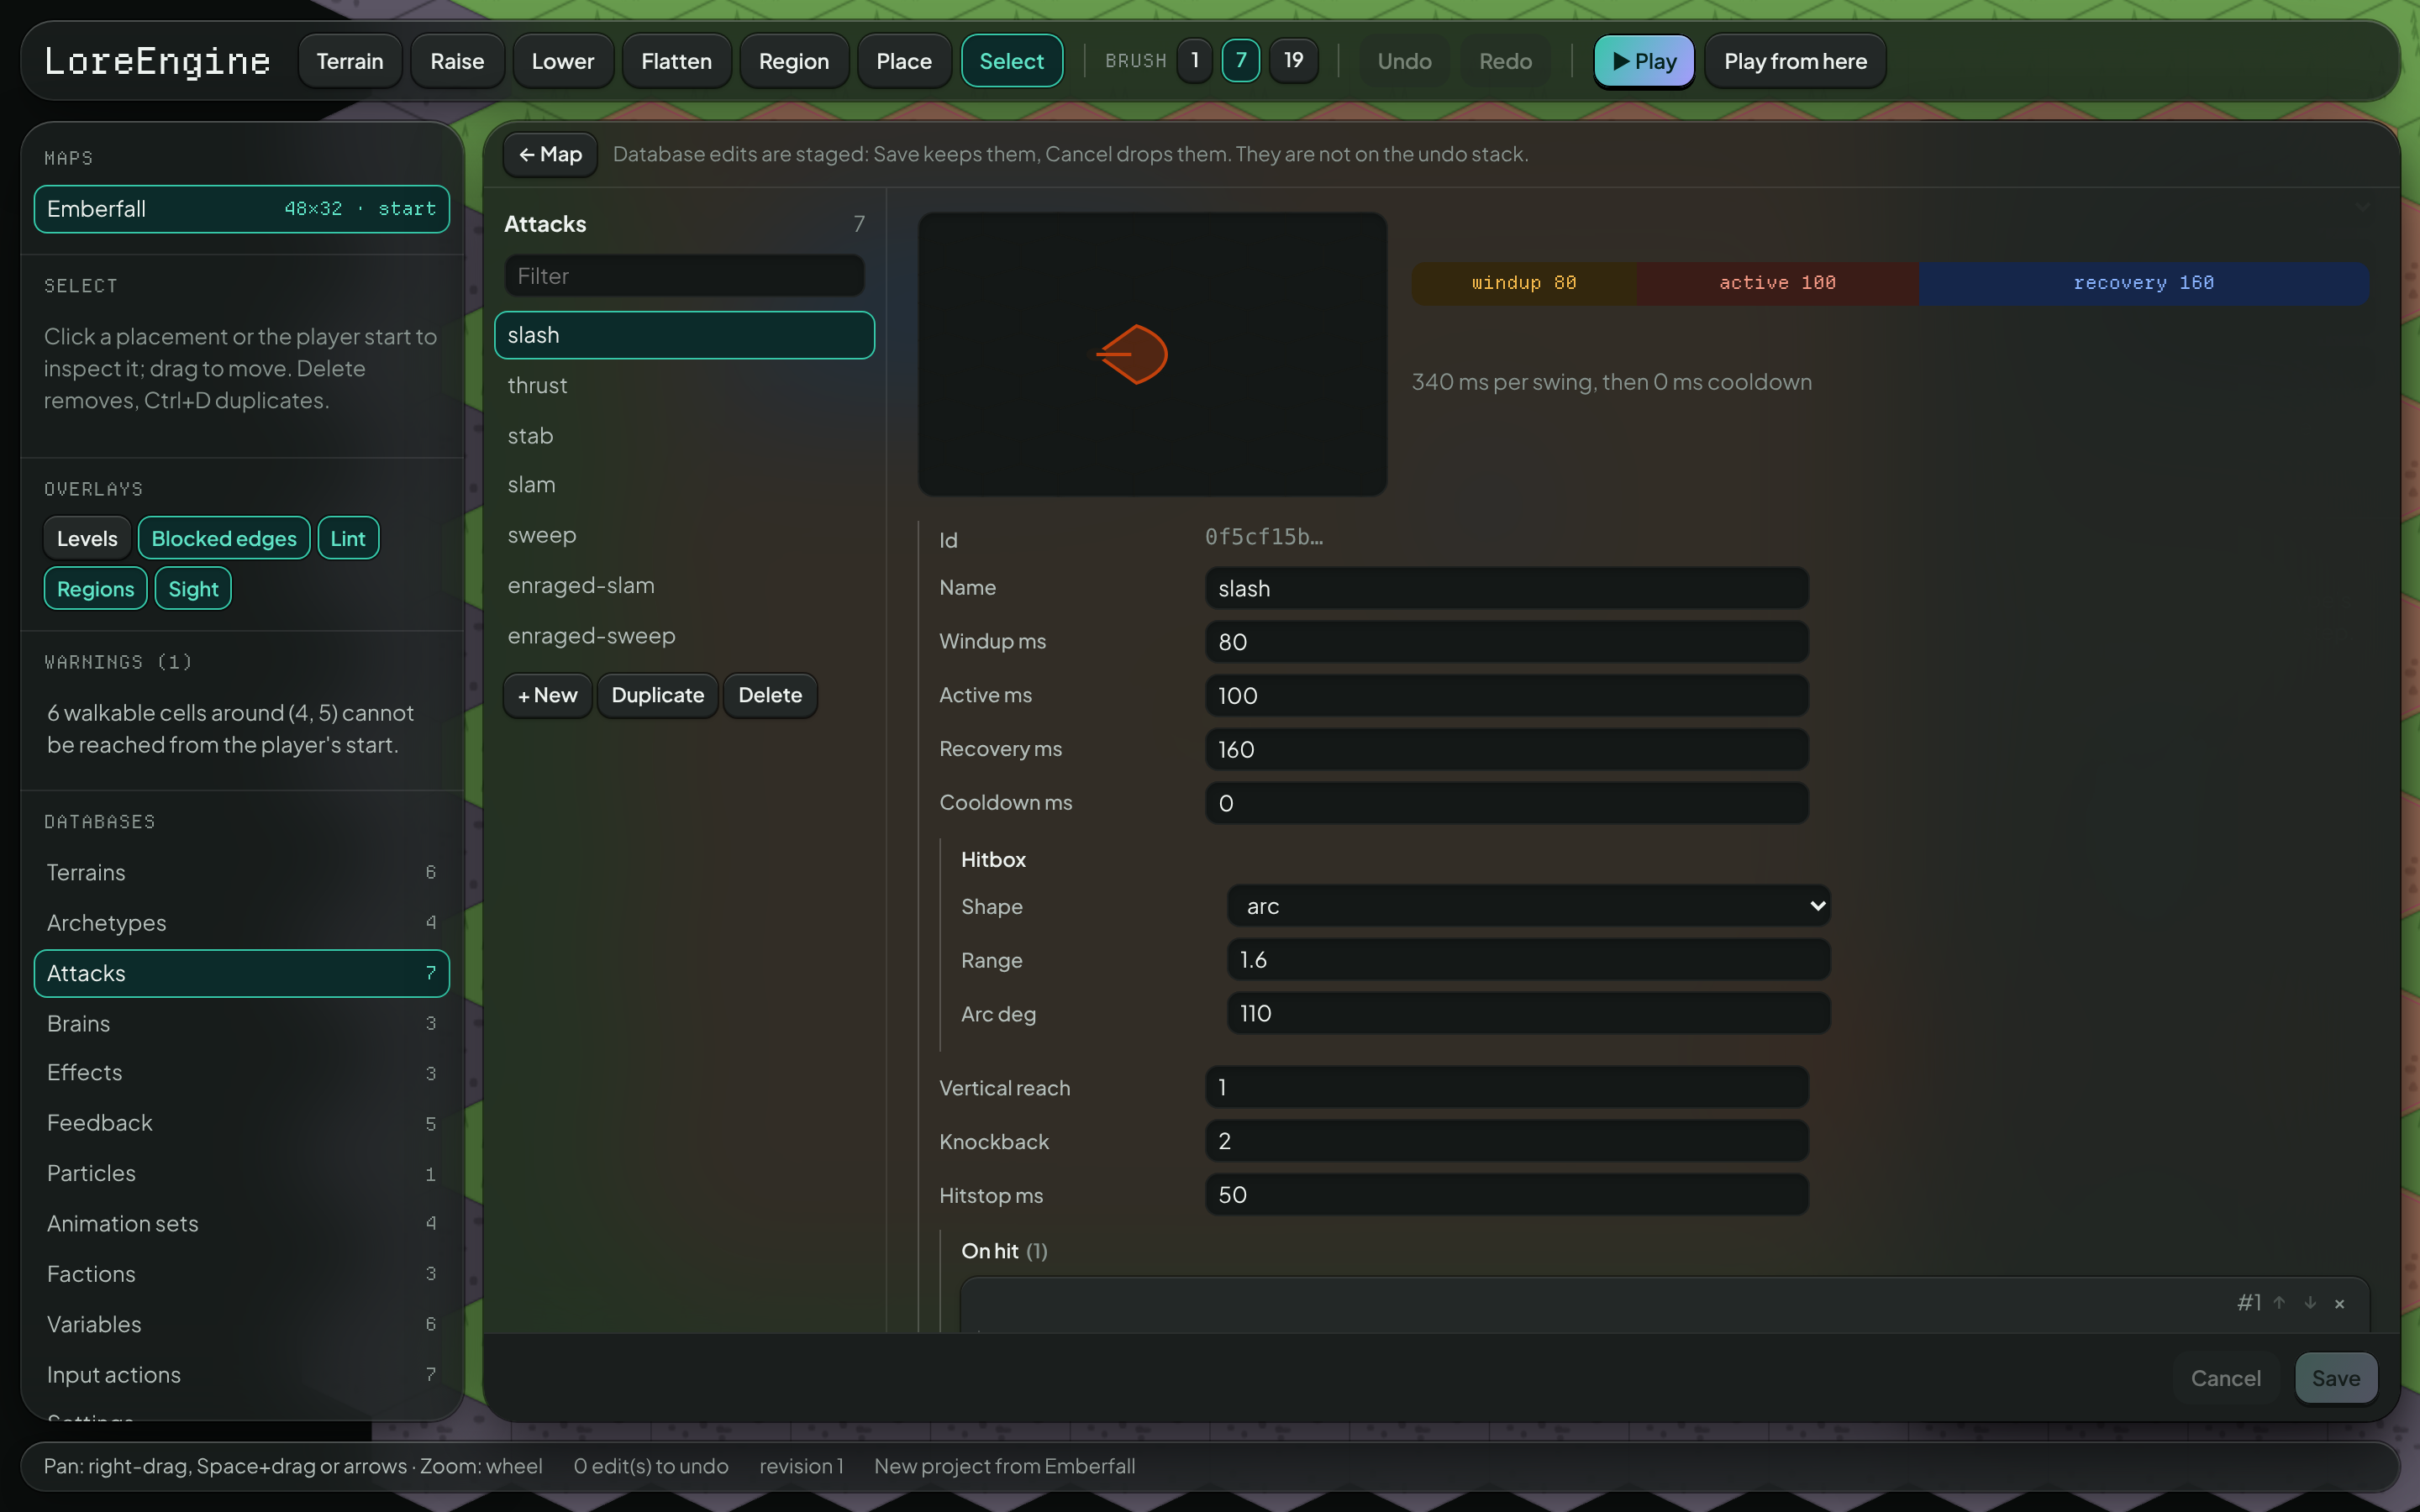 LoreEngine
Terrain
Raise
Lower
Flatten
Region
Place
Select
BRUSH
1
7
19
Undo
Redo
▶ Play
Play from here
MAPS
Emberfall 48×32 · start
SELECT
Click a placement or the player start to
inspect it; drag to move. Delete
removes, Ctrl+D duplicates.
OVERLAYS
Levels
Blocked edges
Lint
Regions
Sight
WARNINGS (1)
6 walkable cells around (4, 5) cannot
be reached from the player's start.
DATABASES
Terrains 6
Archetypes 4
Attacks 7
Brains 3
Effects 3
Feedback 5
Particles 1
Animation sets 4
Factions 3
Variables 6
Input actions 7
Settings
← Map
Database edits are staged: Save keeps them, Cancel drops them. They are not on the undo stack.
Attacks 7
Filter
slash
thrust
stab
slam
sweep
enraged-slam
enraged-sweep
+ New
Duplicate
Delete
windup 80
active 100
recovery 160
340 ms per swing, then 0 ms cooldown
Id 0f5cf15b…
Name slash
Windup ms 80
Active ms 100
Recovery ms 160
Cooldown ms 0
Hitbox
Shape arc
Range 1.6
Arc deg 110
Vertical reach 1
Knockback 2
Hitstop ms 50
On hit (1)
#1 ↑ ↓ ×
Cancel
Save
Pan: right-drag, Space+drag or arrows · Zoom: wheel
0 edit(s) to undo
revision 1
New project from Emberfall